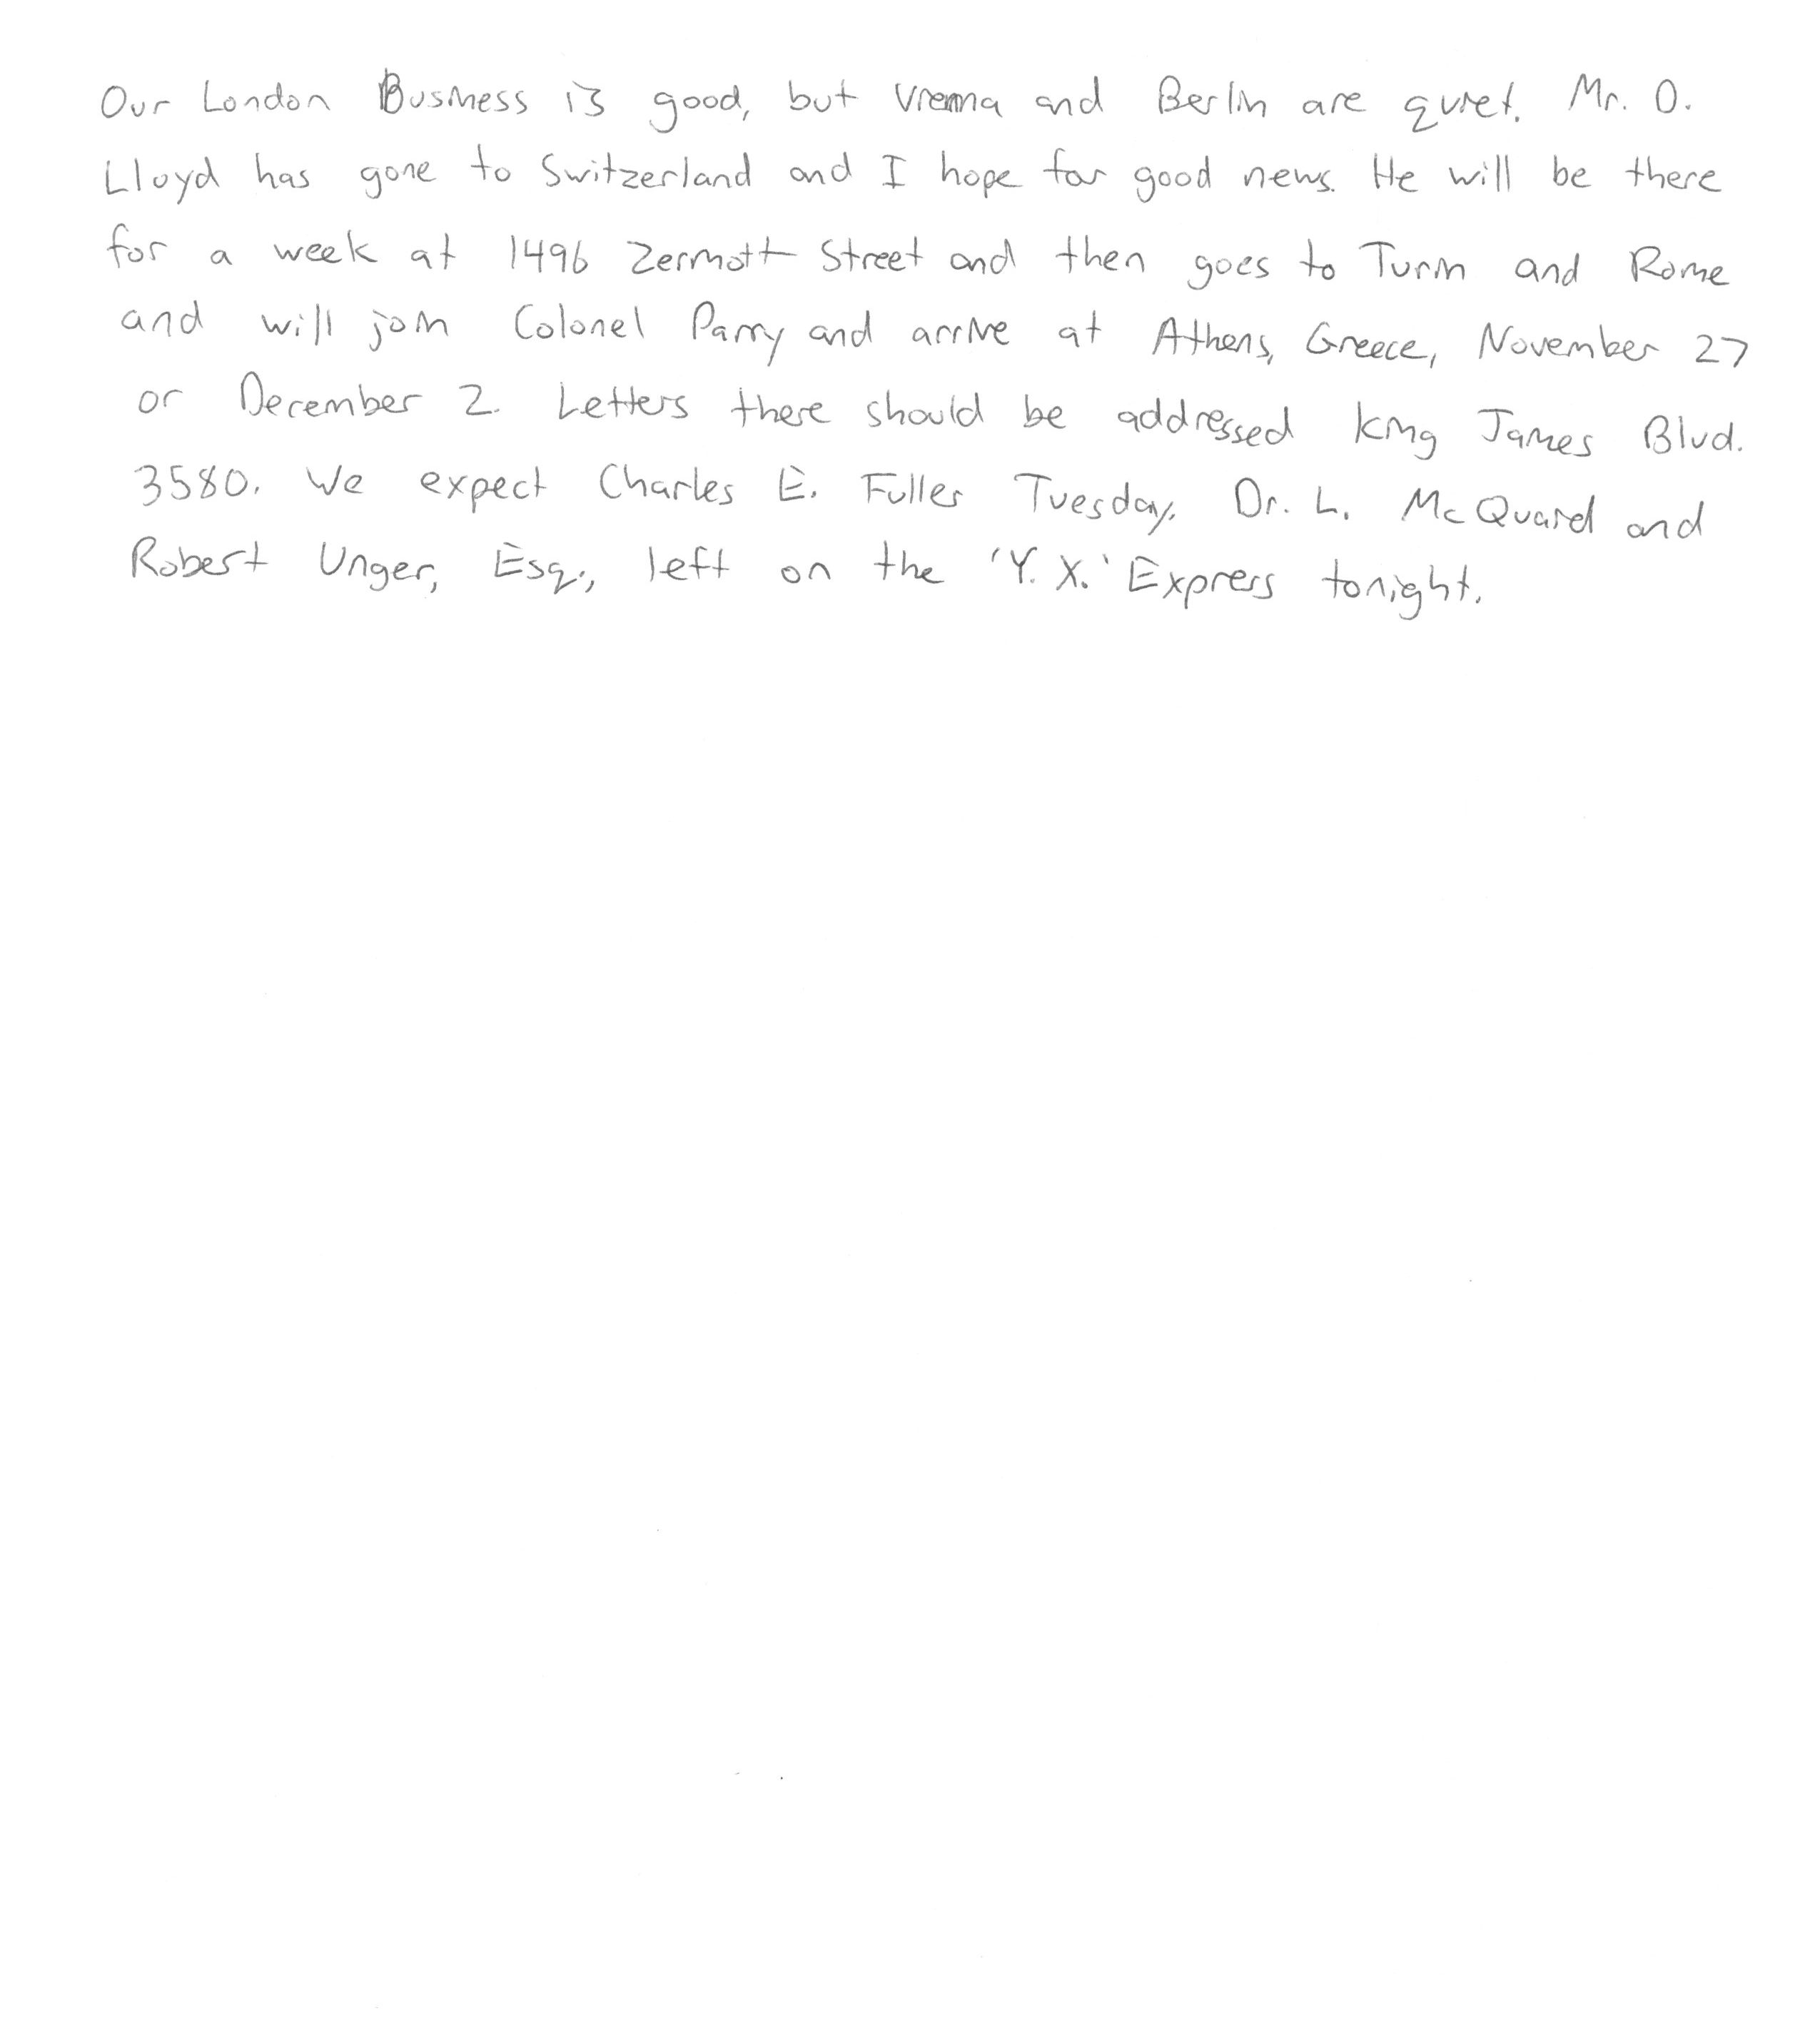 Our London Business is good, but Vienna and Berlin are quiet. Mr. O.
Lloyd has gone to Switzerland and I hope for good news. He will be there
for a week at 1496 Zermott Street and then goes to Turin and Rome
and will join Colonel Parry and arrive at Athens, Greece, November 27
or December 2. Letters there should be addressed King James Blvd.
3580. We expect Charles E. Fuller Tuesday. Dr. L. McQuaid and
Robert Unger, Esq., left on the 'Y. X.' Express tonight.